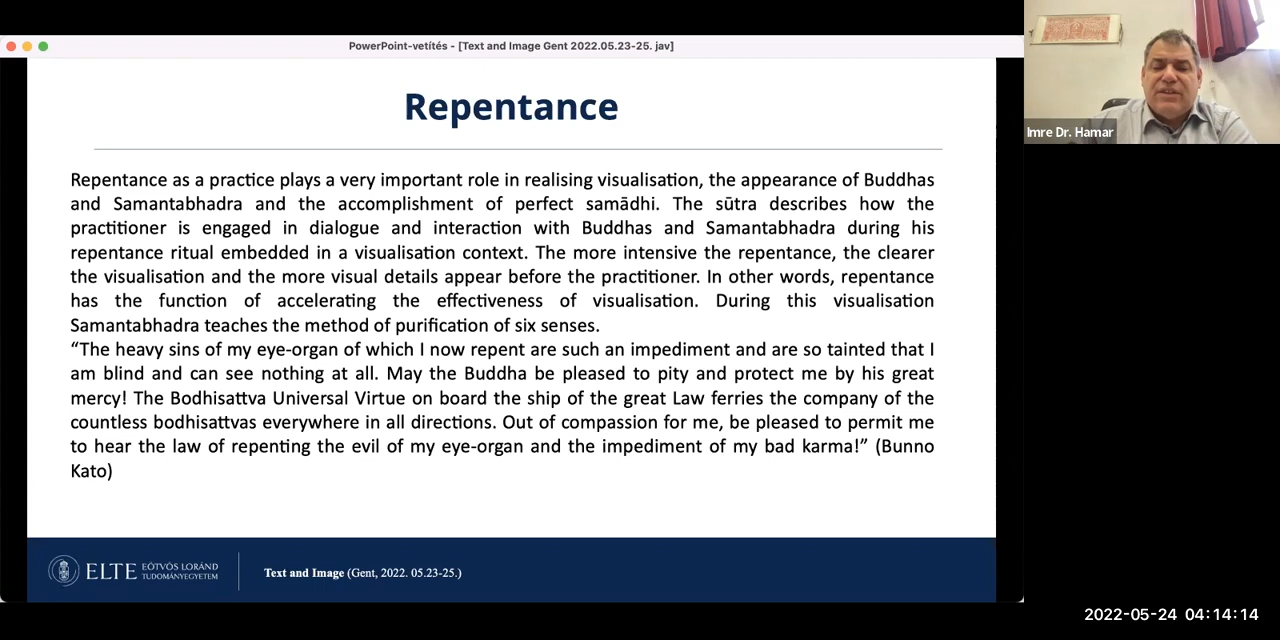 PowerPoint-vetítés - [Text and Image Gent 2022.05.23-25. jav]
Imre Dr. Hamar
Repentance
Repentance as a practice plays a very important role in realising visualisation, the appearance of Buddhas
and Samantabhadra and the accomplishment of perfect samādhi. The sūtra describes how the
practitioner is engaged in dialogue and interaction with Buddhas and Samantabhadra during his
repentance ritual embedded in a visualisation context. The more intensive the repentance, the clearer
the visualisation and the more visual details appear before the practitioner. In other words, repentance
has the function of accelerating the effectiveness of visualisation. During this visualisation
Samantabhadra teaches the method of purification of six senses.
“The heavy sins of my eye-organ of which I now repent are such an impediment and are so tainted that I
am blind and can see nothing at all. May the Buddha be pleased to pity and protect me by his great
mercy! The Bodhisattva Universal Virtue on board the ship of the great Law ferries the company of the
countless bodhisattvas everywhere in all directions. Out of compassion for me, be pleased to permit me
to hear the law of repenting the evil of my eye-organ and the impediment of my bad karma!” (Bunno
Kato)
ELTE EÖTVÖS LORÁND
TUDOMÁNYEGYETEM
Text and Image (Gent, 2022. 05.23-25.)
2022-05-24 04:14:14